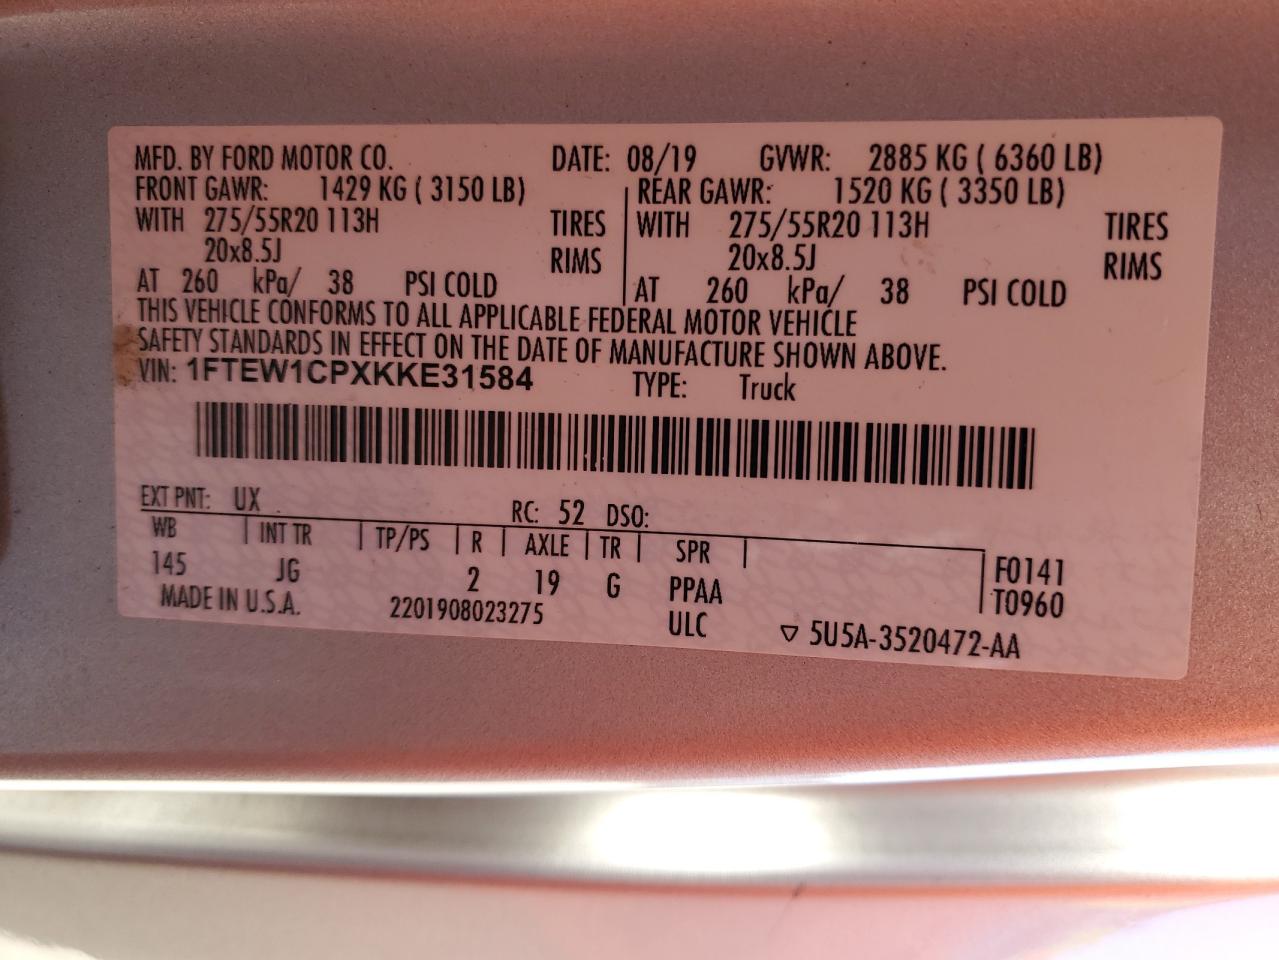 MFD. BY FORD MOTOR CO. DATE: 08/19 GVWR: 2885 KG ( 6360 LB)
FRONT GAWR: 1429 KG ( 3150 LB) REAR GAWR: 1520 KG ( 3350 LB)
WITH 275/55R20 113H TIRES WITH 275/55R20 113H TIRES
20x8.5J RIMS 20x8.5J RIMS
AT 260 kPa/ 38 PSI COLD AT 260 kPa/ 38 PSI COLD
THIS VEHICLE CONFORMS TO ALL APPLICABLE FEDERAL MOTOR VEHICLE
SAFETY STANDARDS IN EFFECT ON THE DATE OF MANUFACTURE SHOWN ABOVE.
VIN: 1FTEW1CPXKKE31584 TYPE: Truck
EXT PNT: UX RC: 52 DSO:
WB INT TR TP/PS R AXLE TR SPR F0141
145 JG 2 19 G PPAA T0960
MADE IN U.S.A. 2201908023275 ULC ▽ 5U5A-3520472-AA